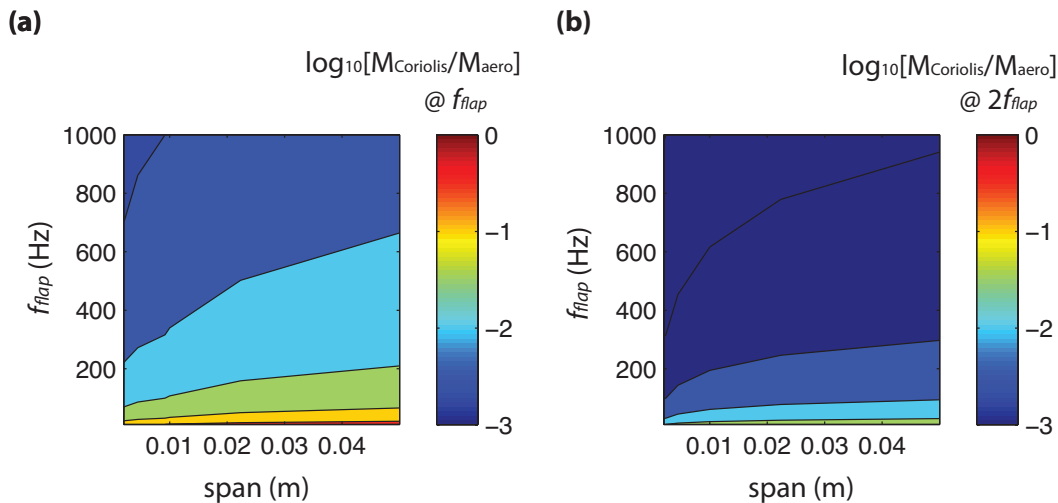 (a)
log₁₀[MCoriolis/Maero]
@ fflap
1000
800
600
400
200
0.01 0.02 0.03 0.04
fflap (Hz)
span (m)
0
−1
−2
−3
(b)
log₁₀[MCoriolis/Maero]
@ 2fflap
1000
800
600
400
200
0.01 0.02 0.03 0.04
fflap (Hz)
span (m)
0
−1
−2
−3